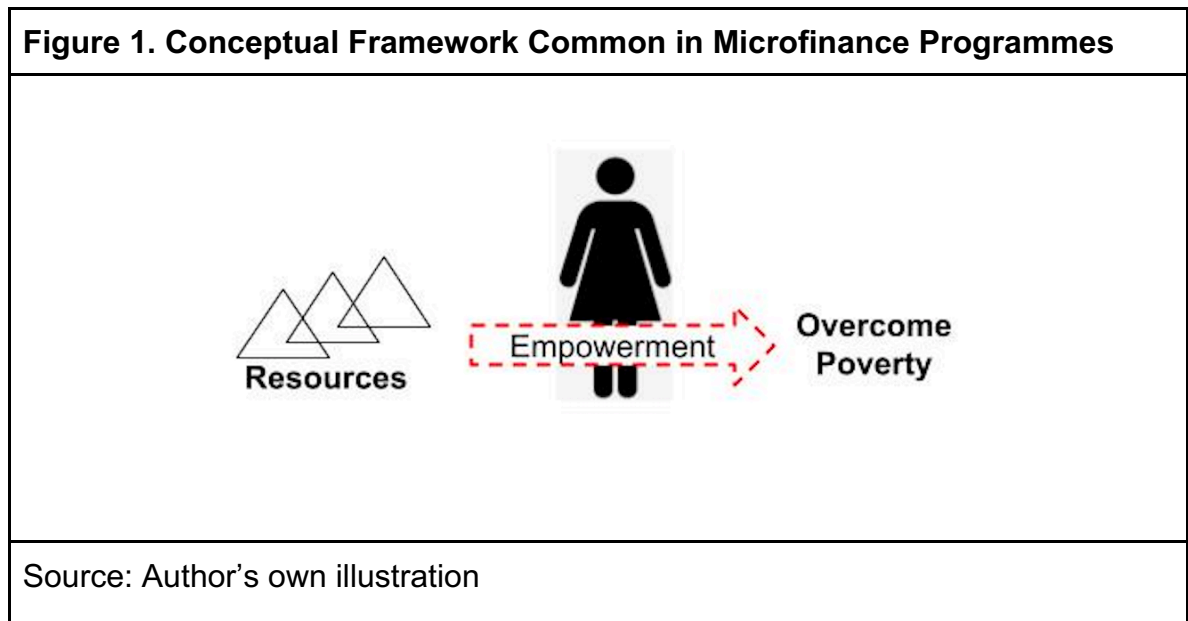 Figure 1. Conceptual Framework Common in Microfinance Programmes
Resources
Empowerment
Overcome
Poverty
Source: Author’s own illustration